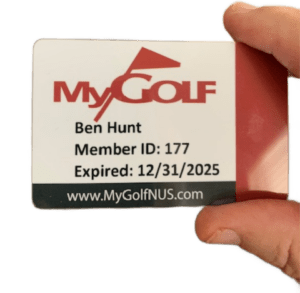 MyGOLF
Ben Hunt
Member ID: 177
Expired: 12/31/2025
www.MyGolfNUS.com